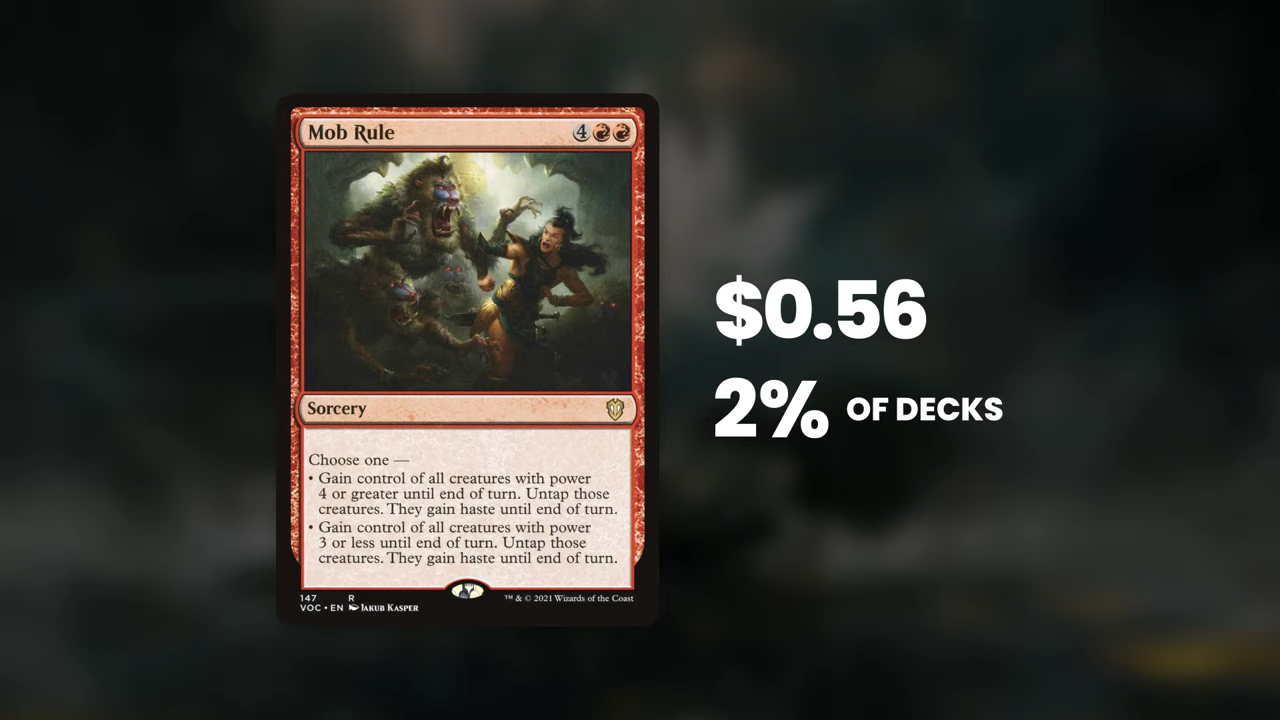 Mob Rule 4
Sorcery
Choose one —
• Gain control of all creatures with power
4 or greater until end of turn. Untap those
creatures. They gain haste until end of turn.
• Gain control of all creatures with power
3 or less until end of turn. Untap those
creatures. They gain haste until end of turn.
147 R
VOC • EN JAKUB KASPER
™ & © 2021 Wizards of the Coast
$0.56
2% OF DECKS